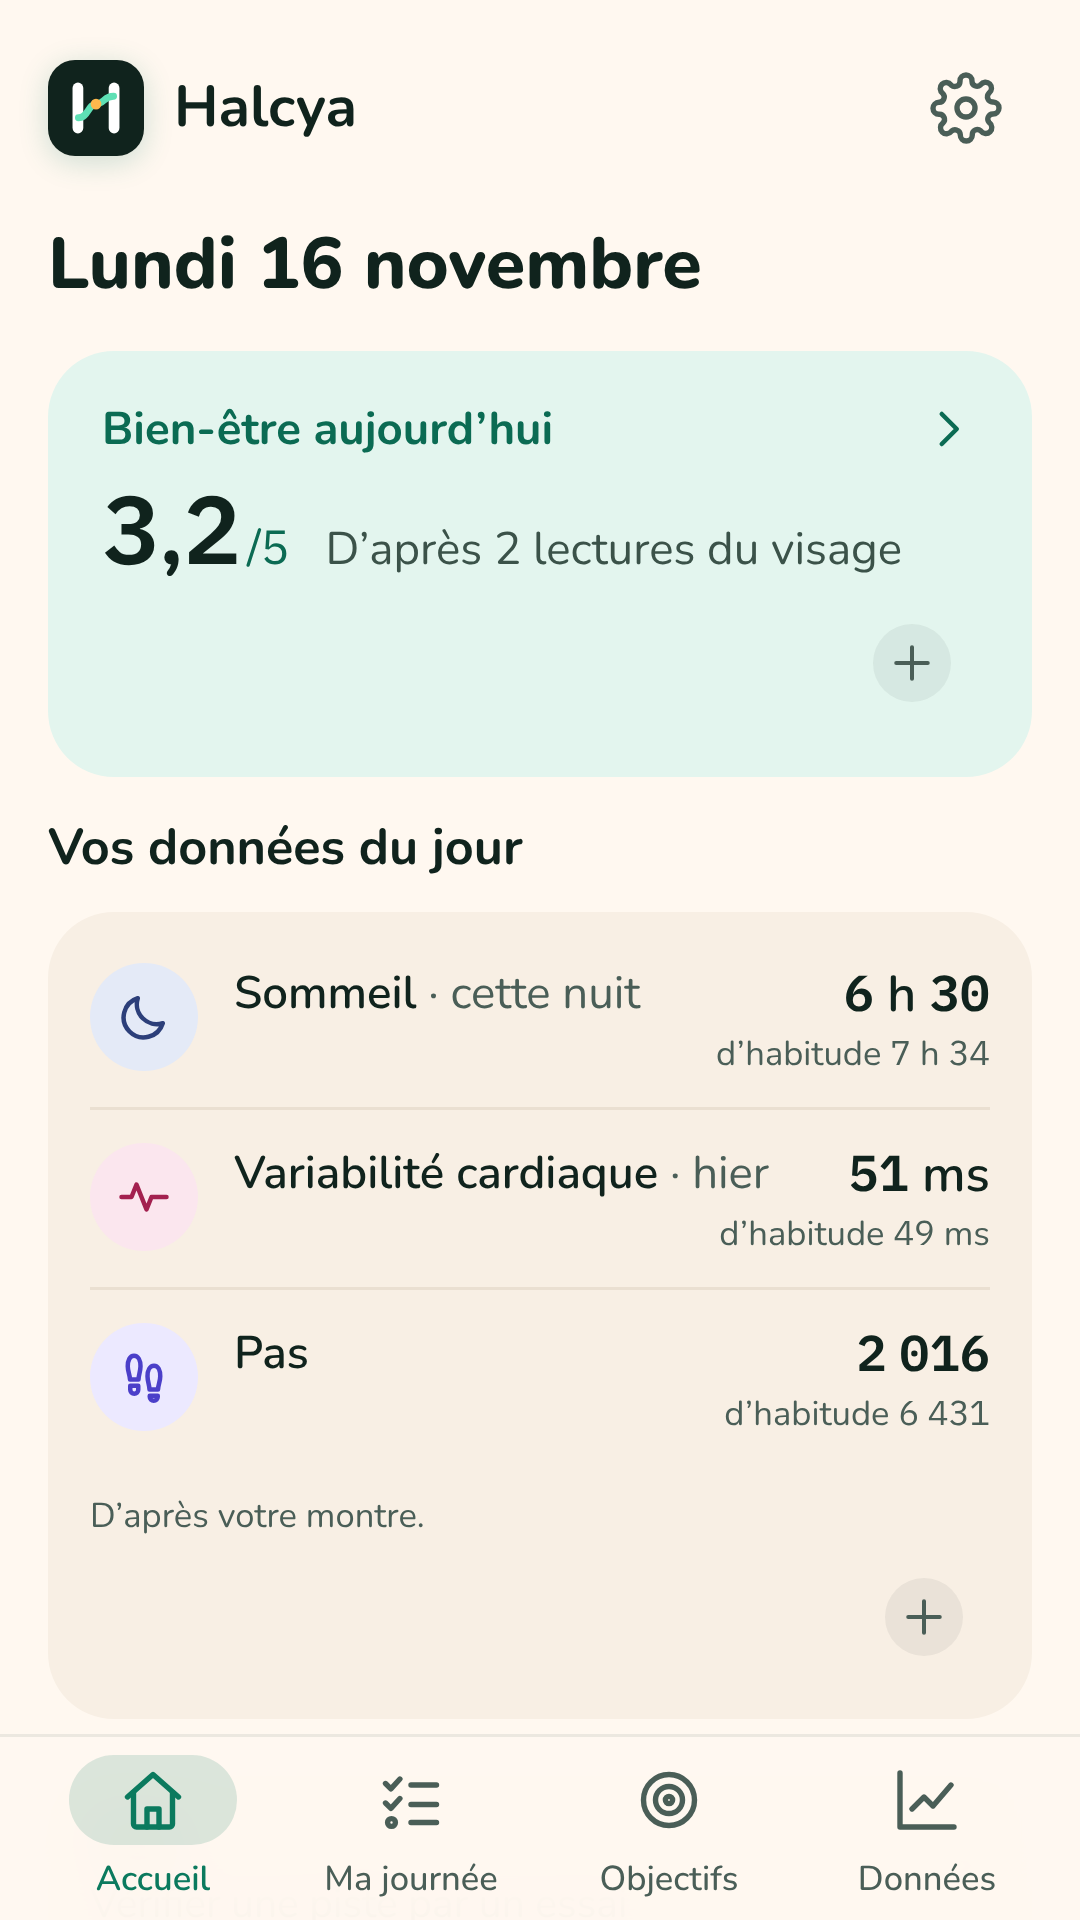 Halcya
Lundi 16 novembre
Bien-être aujourd’hui
3,2/5 D’après 2 lectures du visage
Vos données du jour
Sommeil · cette nuit 6 h 30
d’habitude 7 h 34
Variabilité cardiaque · hier 51 ms
d’habitude 49 ms
Pas 2 016
d’habitude 6 431
D’après votre montre.
Accueil Ma journée Objectifs Données